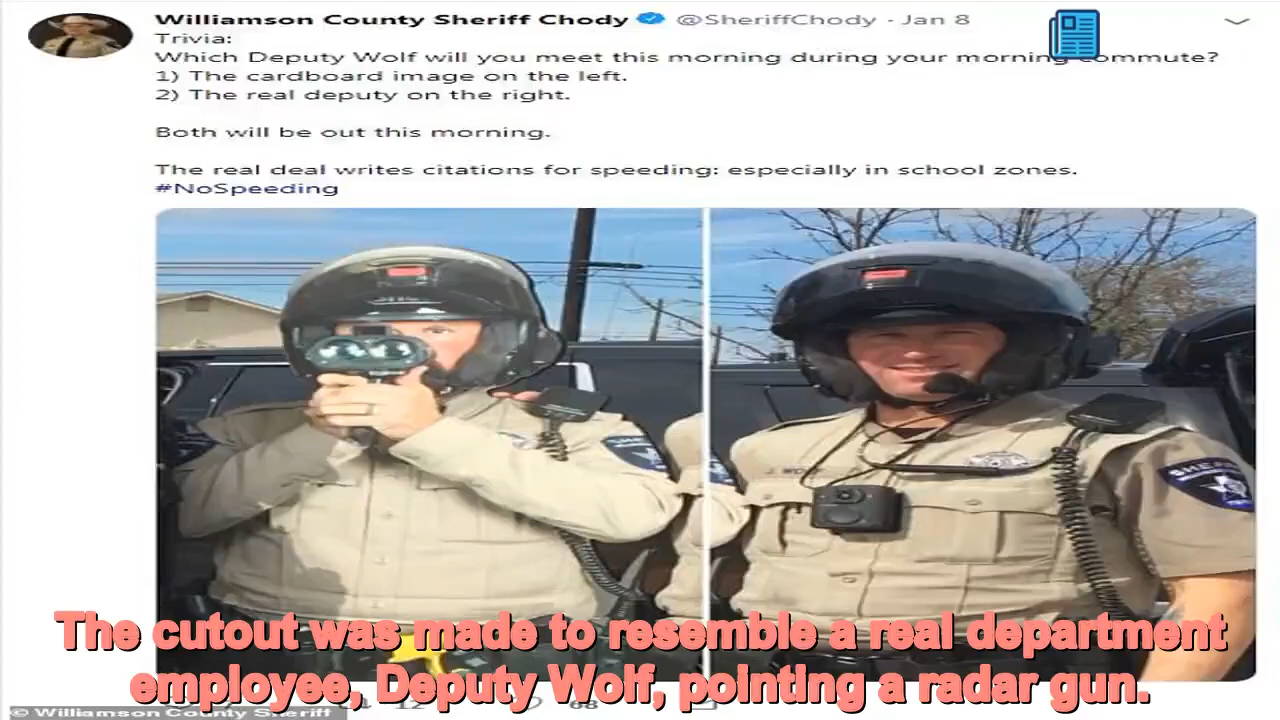 Williamson County Sheriff Chody @SheriffChody · Jan 8
Trivia:
Which Deputy Wolf will you meet this morning during your morning commute?
1) The cardboard image on the left.
2) The real deputy on the right.
Both will be out this morning.
The real deal writes citations for speeding: especially in school zones.
#NoSpeeding
The cutout was made to resemble a real department
employee, Deputy Wolf, pointing a radar gun.
© Williamson County Sheriff